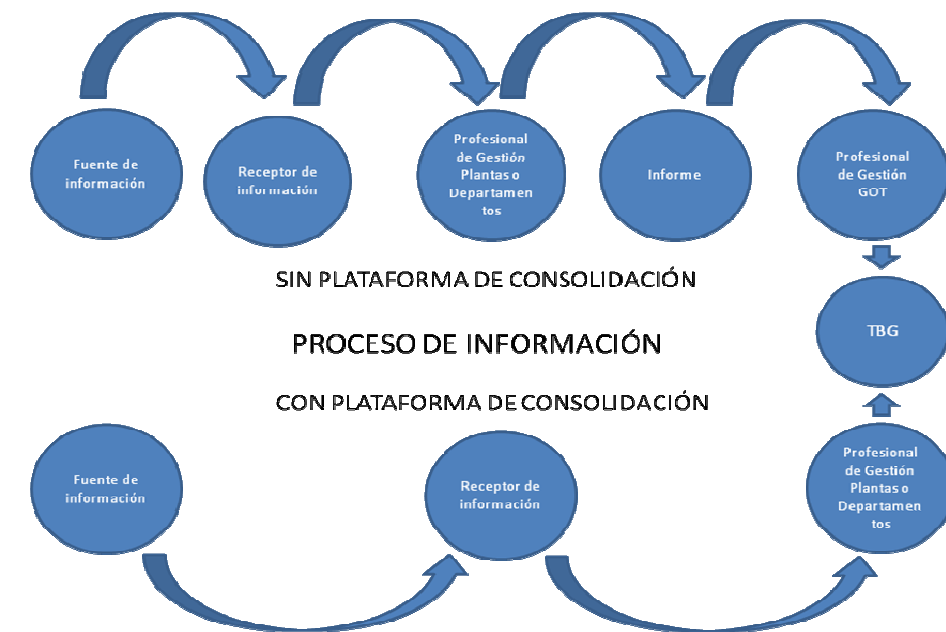 Fuente de
información
Receptor de
información
Profesional
de Gestión
Plantas o
Departamen
tos
Informe
Profesional
de Gestión
GOT
SIN PLATAFORMA DE CONSOLIDACIÓN
TBG
PROCESO DE INFORMACIÓN
CON PLATAFORMA DE CONSOLIDACIÓN
Fuente de
información
Receptor de
información
Profesional
de Gestión
Plantas o
Departamen
tos